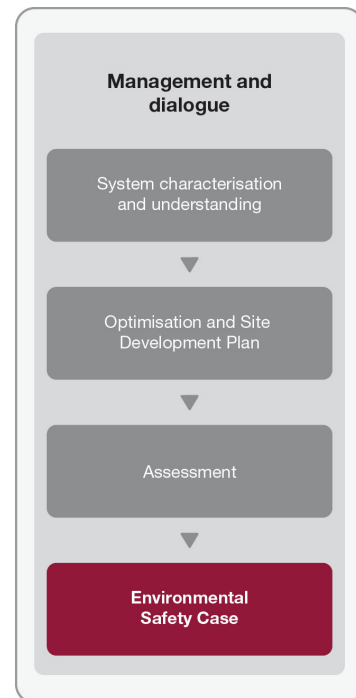 Management and
dialogue
System characterisation
and understanding
Optimisation and Site
Development Plan
Assessment
Environmental
Safety Case